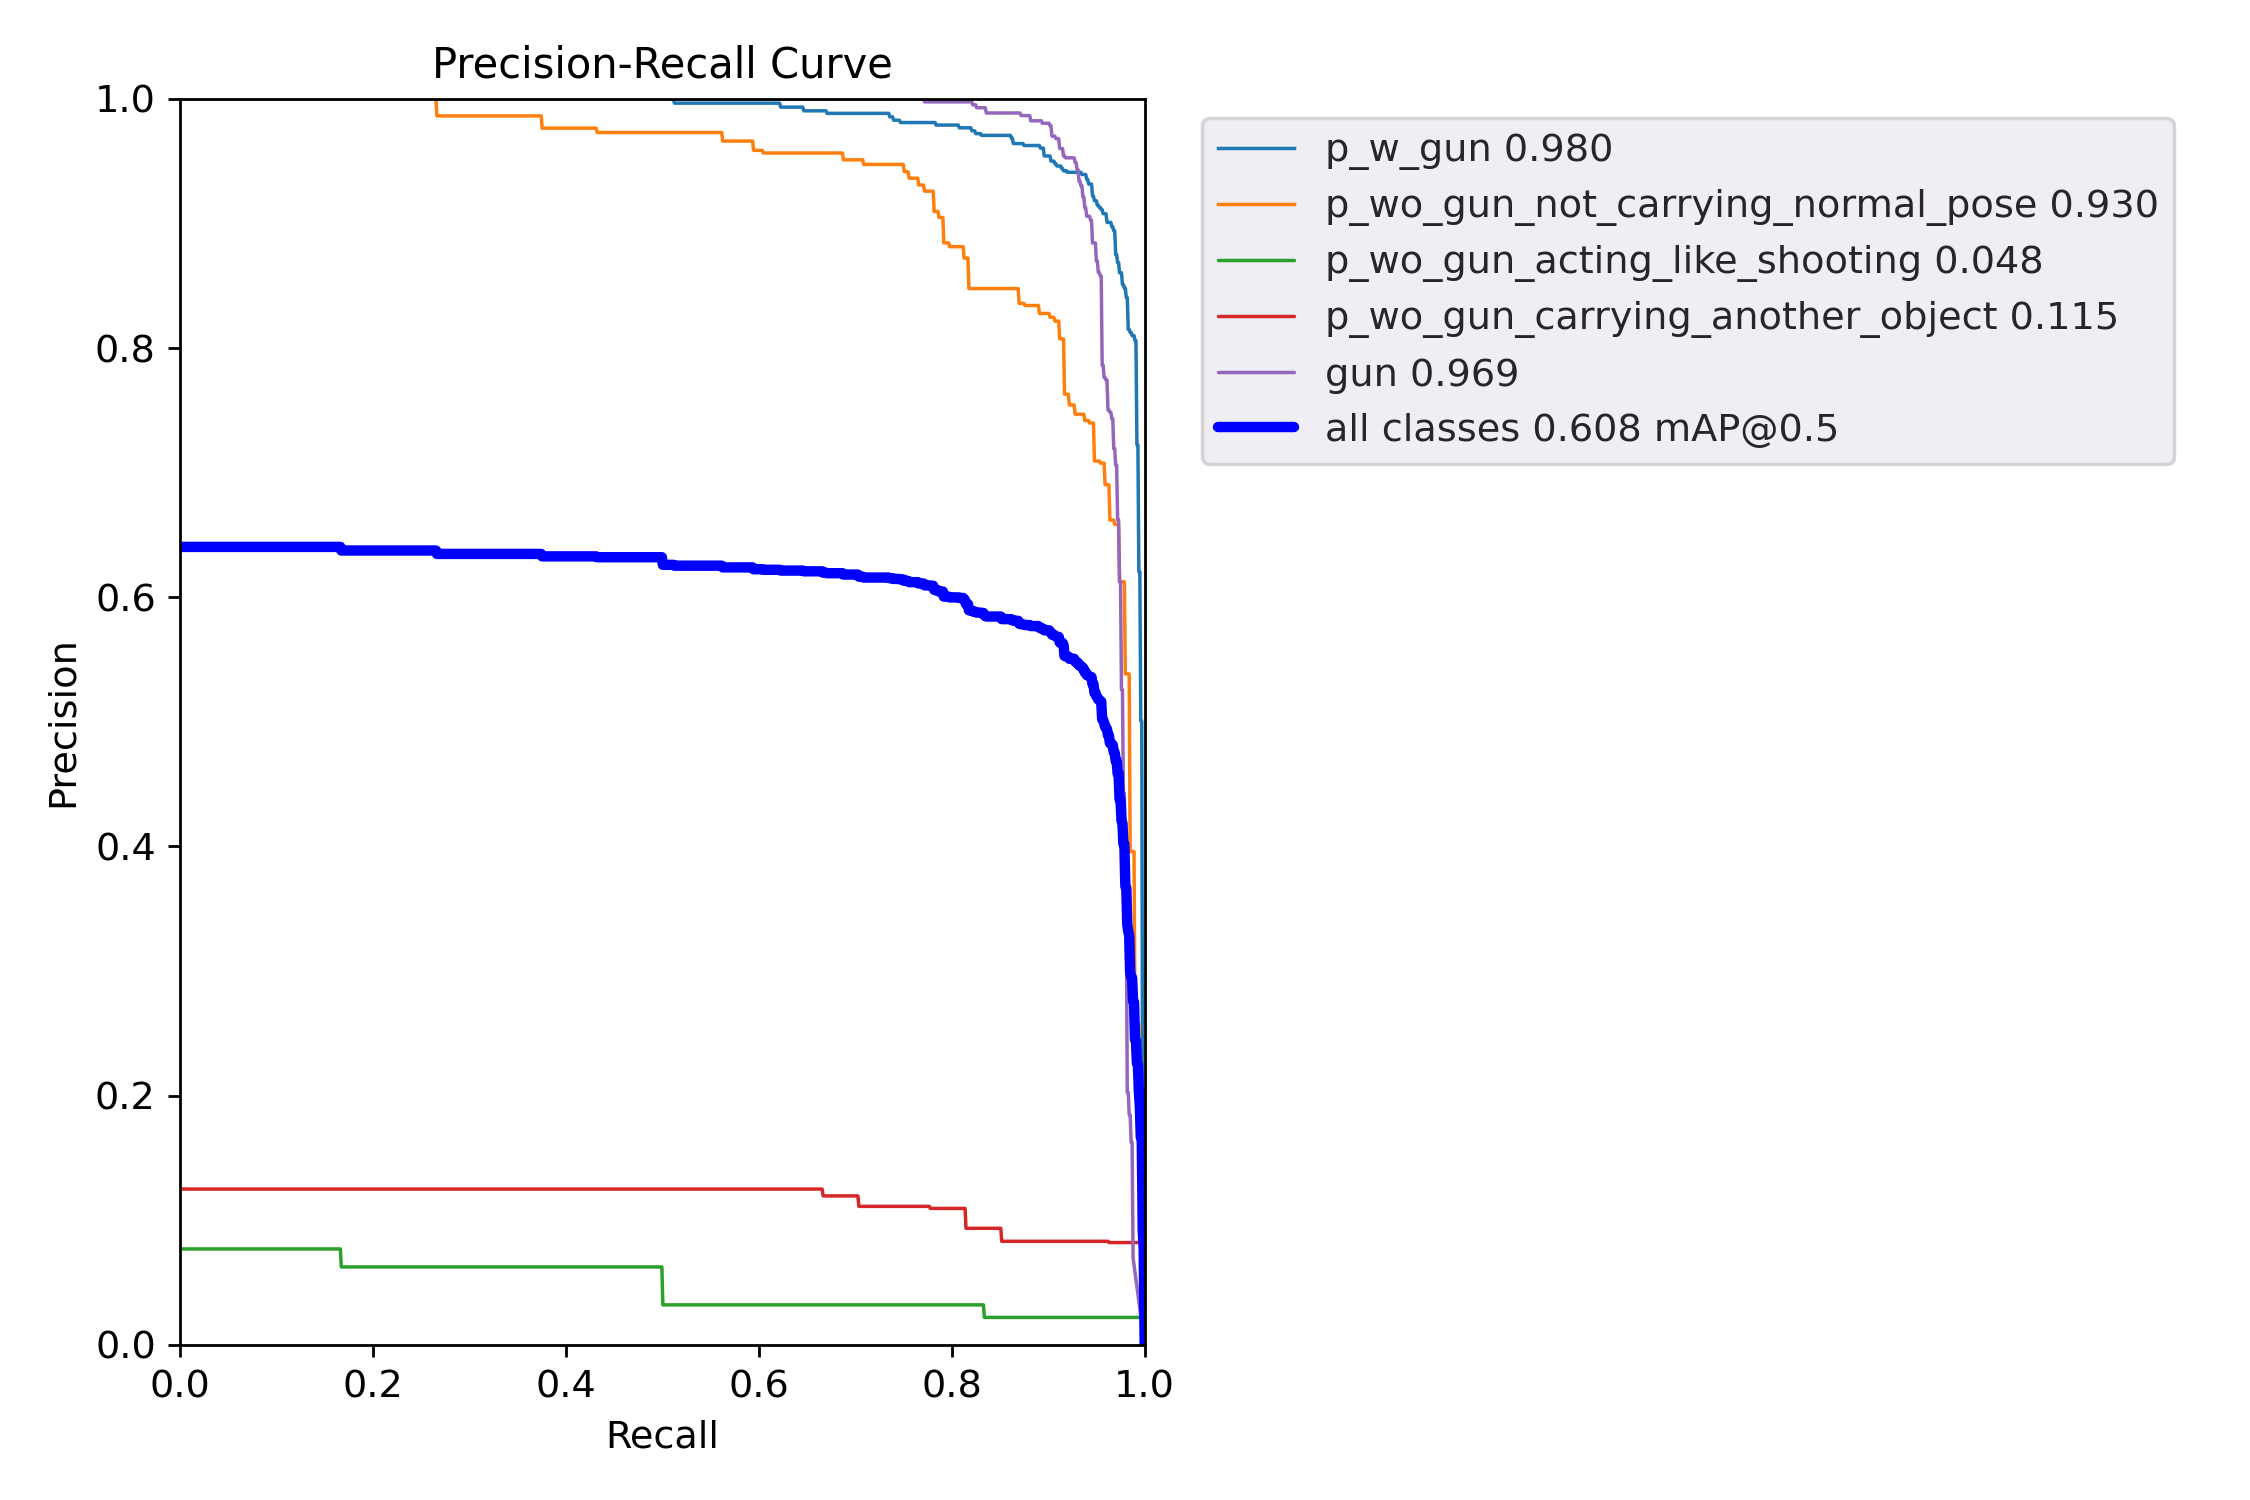 Precision-Recall Curve
1.0
0.8
0.6
0.4
0.2
0.0
Precision
0.0 0.2 0.4 0.6 0.8 1.0
Recall
p_w_gun 0.980
p_wo_gun_not_carrying_normal_pose 0.930
p_wo_gun_acting_like_shooting 0.048
p_wo_gun_carrying_another_object 0.115
gun 0.969
all classes 0.608 mAP@0.5